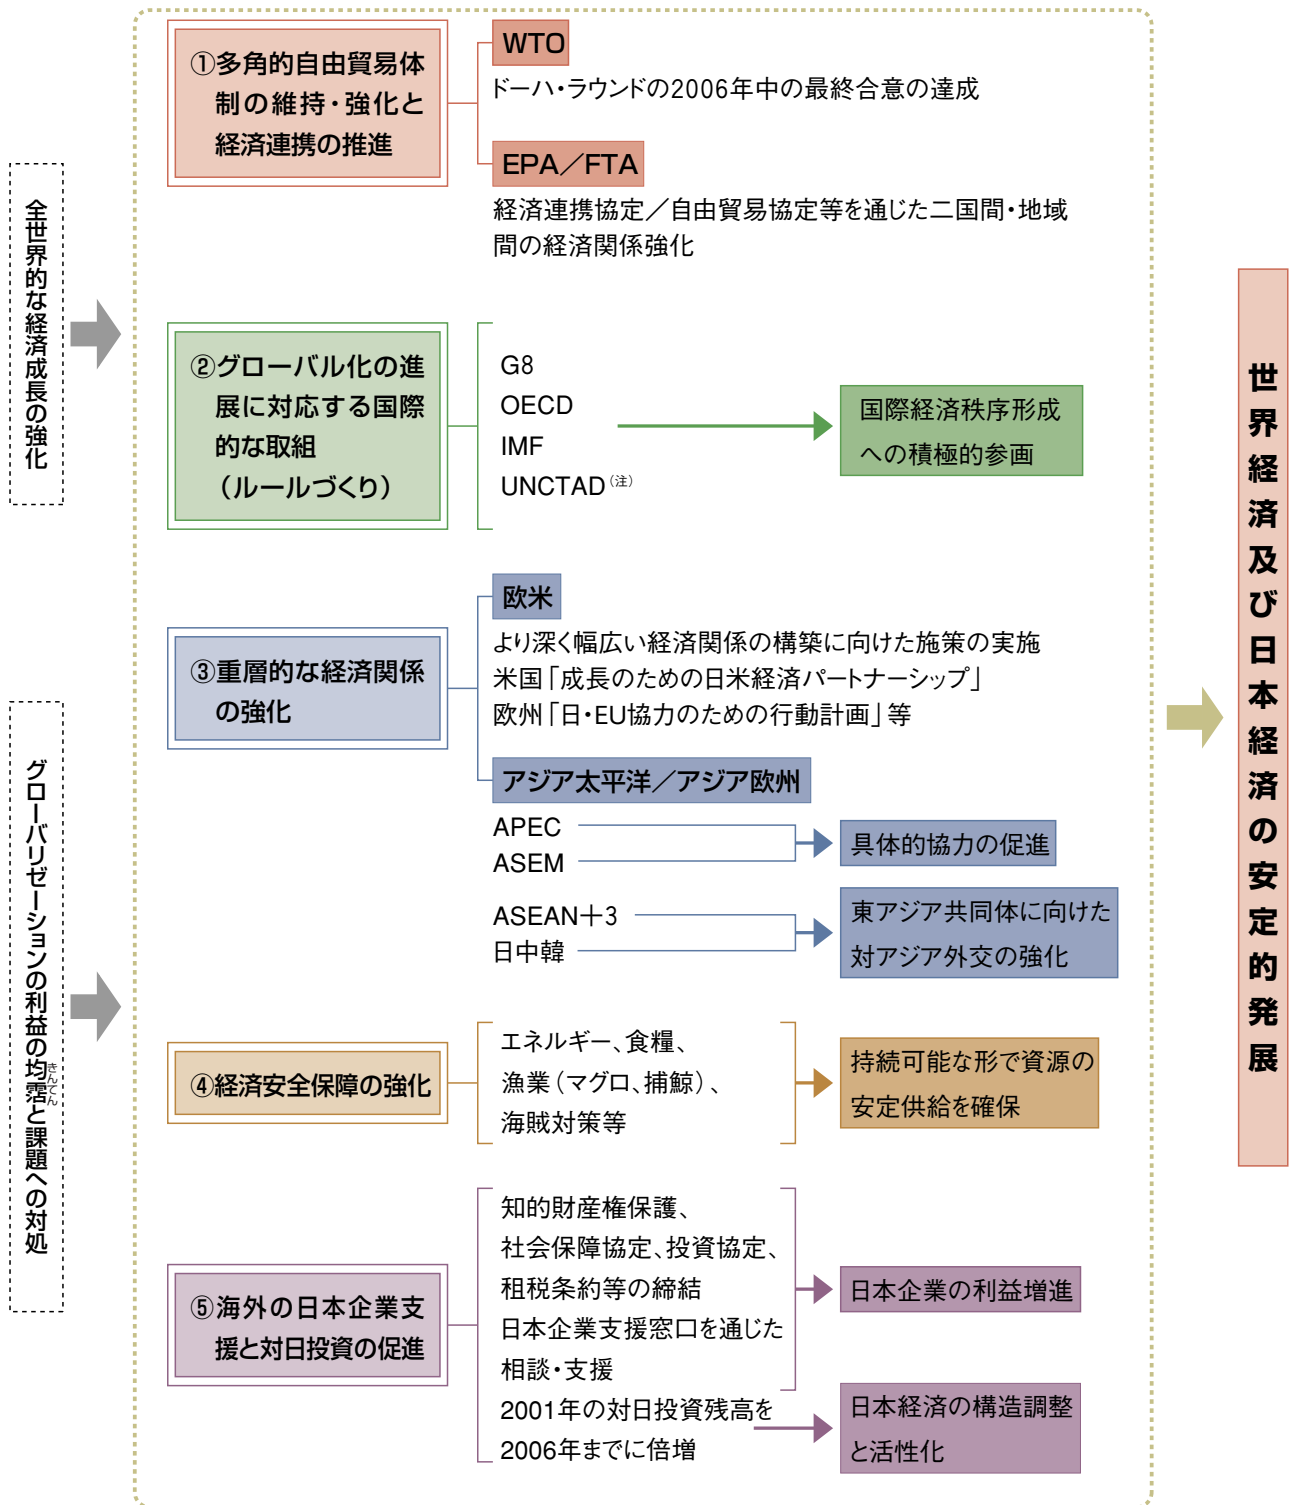 全世界的な経済成長の強化
グローバリゼーションの利益の均霑と課題への対処
きんてん
①多角的自由貿易体
制の維持・強化と
経済連携の推進
WTO
ドーハ・ラウンドの2006年中の最終合意の達成
EPA／FTA
経済連携協定／自由貿易協定等を通じた二国間・地域
間の経済関係強化
②グローバル化の進
展に対応する国際
的な取組
（ルールづくり）
G8
OECD
IMF
UNCTAD（注）
国際経済秩序形成
への積極的参画
③重層的な経済関係
の強化
欧米
より深く幅広い経済関係の構築に向けた施策の実施
米国「成長のための日米経済パートナーシップ」
欧州「日・EU協力のための行動計画」等
アジア太平洋／アジア欧州
APEC
ASEM
具体的協力の促進
ASEAN＋3
日中韓
東アジア共同体に向けた
対アジア外交の強化
④経済安全保障の強化
エネルギー、食糧、
漁業（マグロ、捕鯨）、
海賊対策等
持続可能な形で資源の
安定供給を確保
⑤海外の日本企業支
援と対日投資の促進
知的財産権保護、
社会保障協定、投資協定、
租税条約等の締結
日本企業支援窓口を通じた
相談・支援
日本企業の利益増進
2001年の対日投資残高を
2006年までに倍増
日本経済の構造調整
と活性化
世界経済及び日本経済の安定的発展